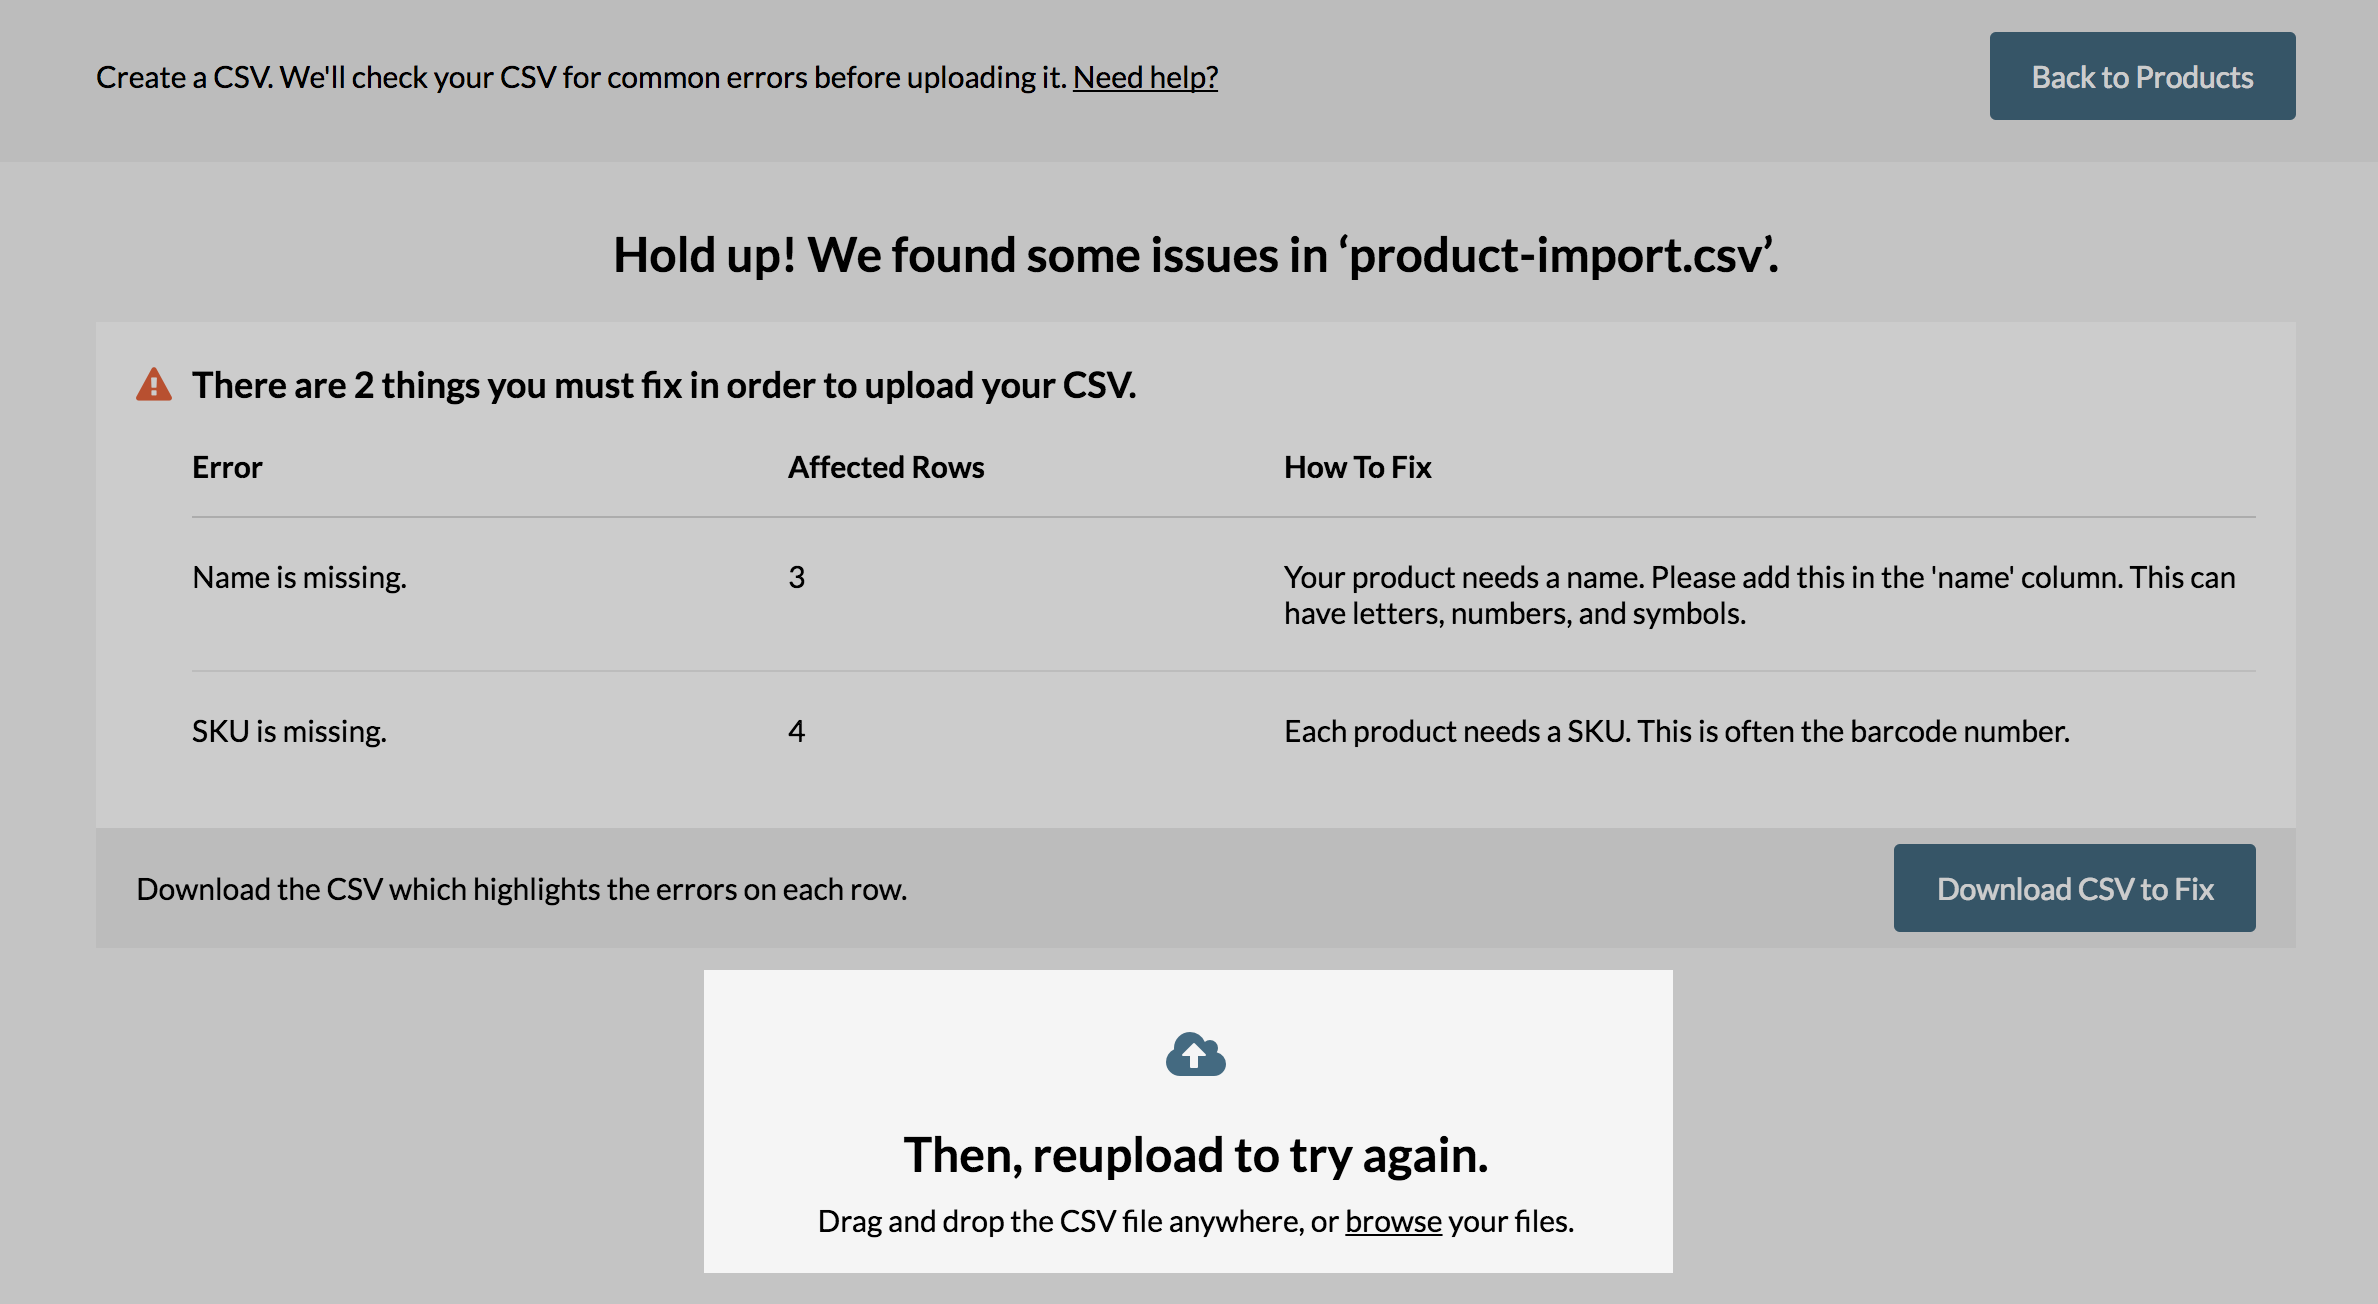 Create a CSV. We'll check your CSV for common errors before uploading it. Need help?
Back to Products
Hold up! We found some issues in ‘product-import.csv’.
There are 2 things you must fix in order to upload your CSV.
Error
Affected Rows
How To Fix
Name is missing.
3
Your product needs a name. Please add this in the 'name' column. This can
have letters, numbers, and symbols.
SKU is missing.
4
Each product needs a SKU. This is often the barcode number.
Download the CSV which highlights the errors on each row.
Download CSV to Fix
Then, reupload to try again.
Drag and drop the CSV file anywhere, or browse your files.